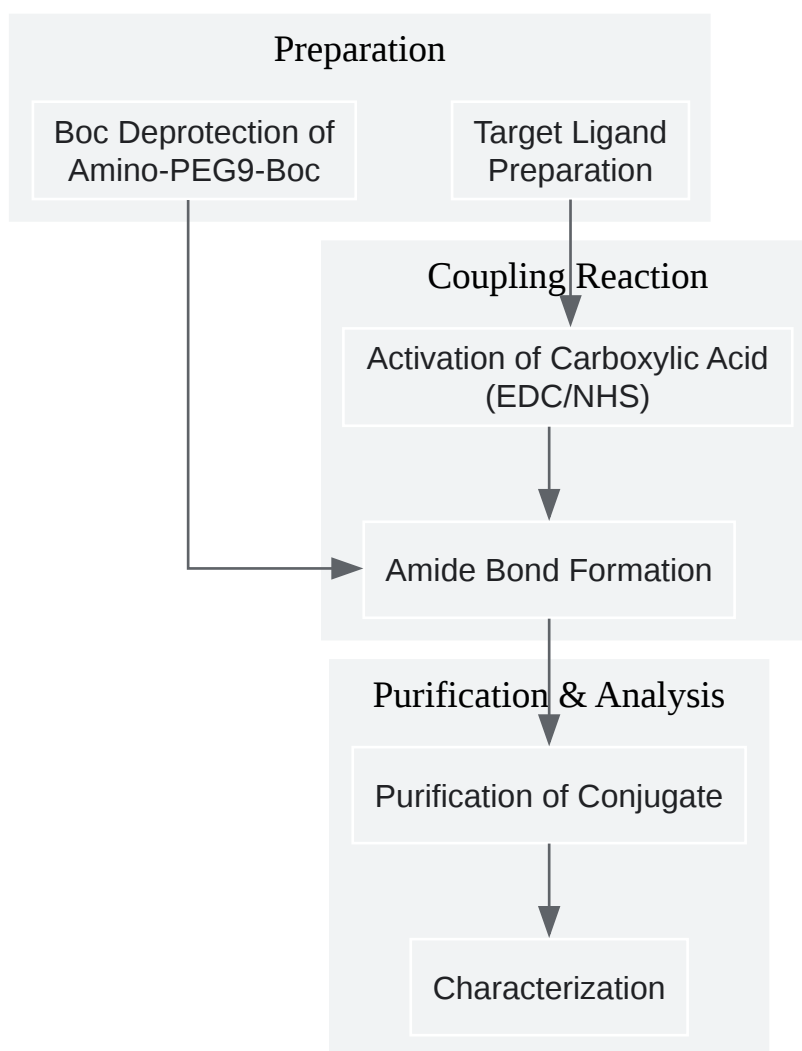 Preparation
Boc Deprotection of
Amino-PEG9-Boc
Target Ligand
Preparation
Coupling Reaction
Activation of Carboxylic Acid
(EDC/NHS)
Amide Bond Formation
Purification & Analysis
Purification of Conjugate
Characterization